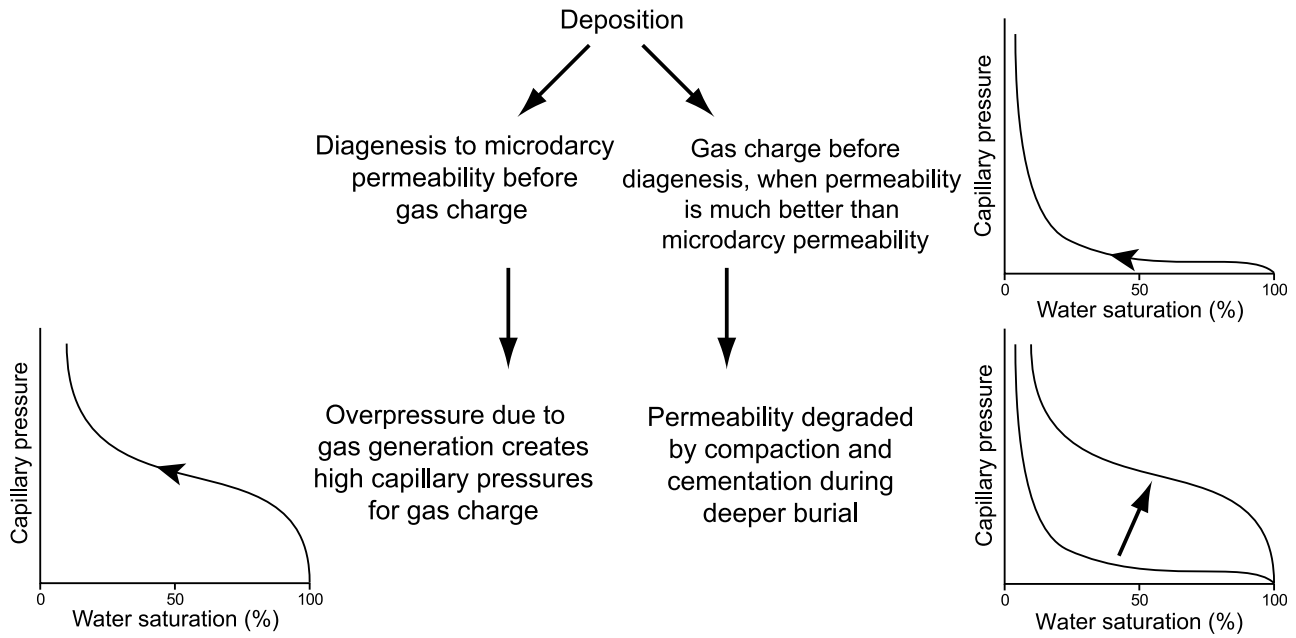 Deposition
Diagenesis to microdarcy
permeability before
gas charge
Gas charge before
diagenesis, when permeability
is much better than
microdarcy permeability
Capillary pressure
0
50
100
Water saturation (%)
Overpressure due to
gas generation creates
high capillary pressures
for gas charge
Permeability degraded
by compaction and
cementation during
deeper burial
Capillary pressure
0
50
100
Water saturation (%)
Capillary pressure
0
50
100
Water saturation (%)